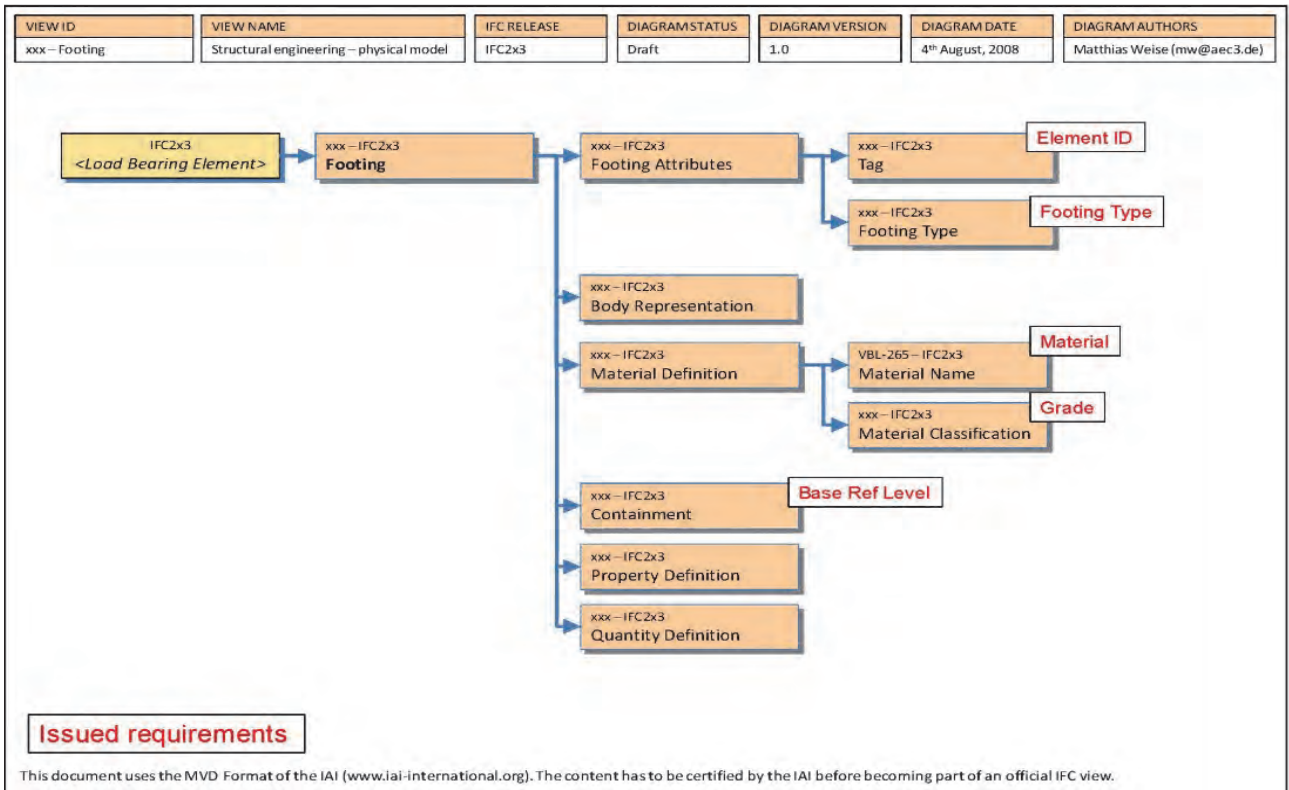 VIEW ID
xxx – Footing
VIEW NAME
Structural engineering – physical model
IFC RELEASE
IFC2x3
DIAGRAM STATUS
Draft
DIAGRAM VERSION
1.0
DIAGRAM DATE
4th August, 2008
DIAGRAM AUTHORS
Matthias Weise (mw@aec3.de)
IFC2x3
<Load Bearing Element>
xxx – IFC2x3
Footing
xxx – IFC2x3
Footing Attributes
xxx – IFC2x3
Tag
Element ID
xxx – IFC2x3
Footing Type
Footing Type
xxx – IFC2x3
Body Representation
xxx – IFC2x3
Material Definition
VBL-265 – IFC2x3
Material Name
Material
xxx – IFC2x3
Material Classification
Grade
xxx – IFC2x3
Containment
Base Ref Level
xxx – IFC2x3
Property Definition
xxx – IFC2x3
Quantity Definition
Issued requirements
This document uses the MVD Format of the IAI (www.iai-international.org). The content has to be certified by the IAI before becoming part of an official IFC view.